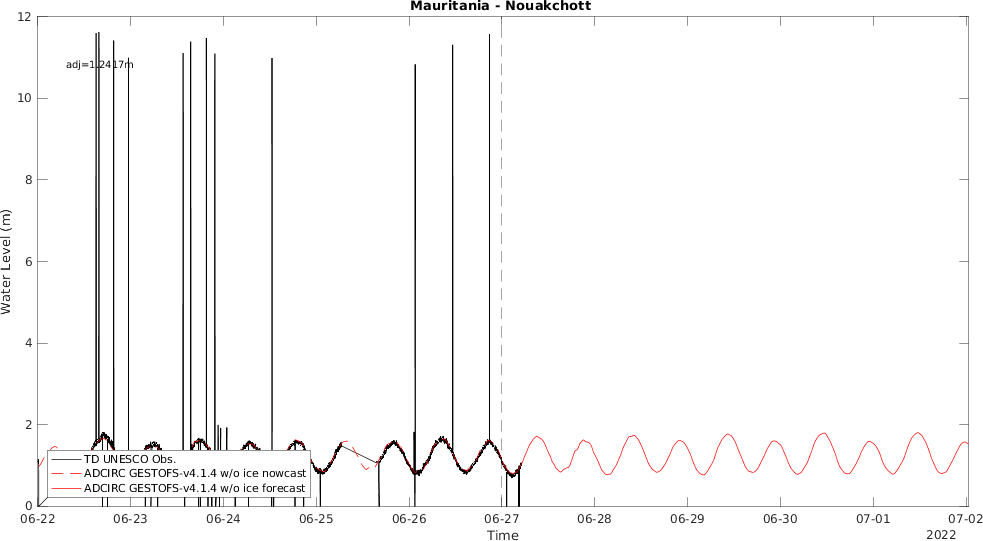 Mauritania - Nouakchott
12
10
8
6
4
2
0
Water Level (m)
adj=1.2417m
TD UNESCO Obs.
ADCIRC GESTOFS-v4.1.4 w/o ice nowcast
ADCIRC GESTOFS-v4.1.4 w/o ice forecast
06-22 06-23 06-24 06-25 06-26 06-27 06-28 06-29 06-30 07-01 07-02
Time
2022